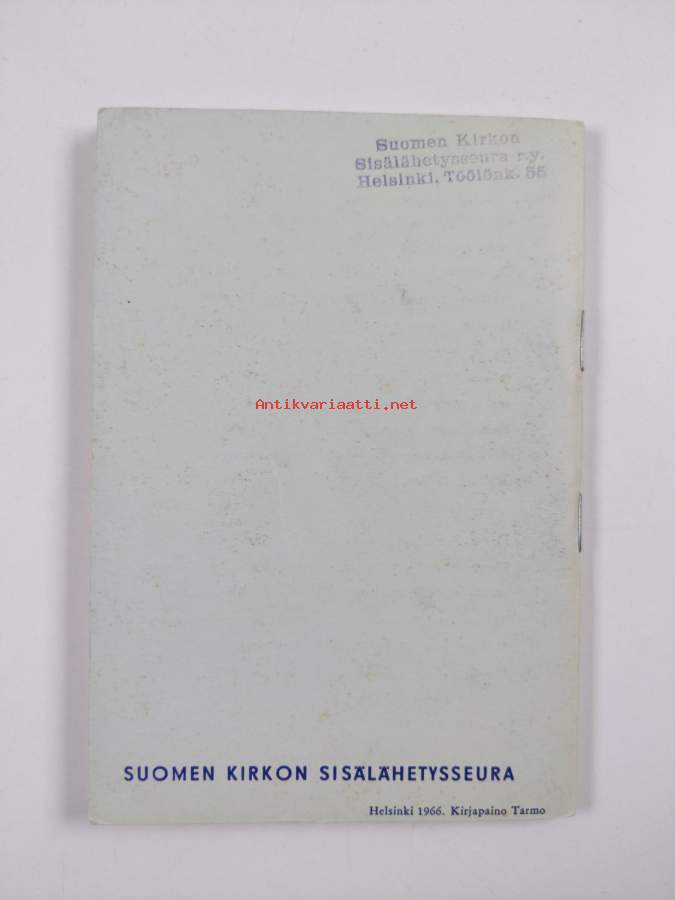 Suomen Kirkon
Sisälähetysseura r.y.
Helsinki, Töölönk. 55
Antikvariaatti.net
SUOMEN KIRKON SISÄLÄHETYSSEURA
Helsinki 1966. Kirjapaino Tarmo